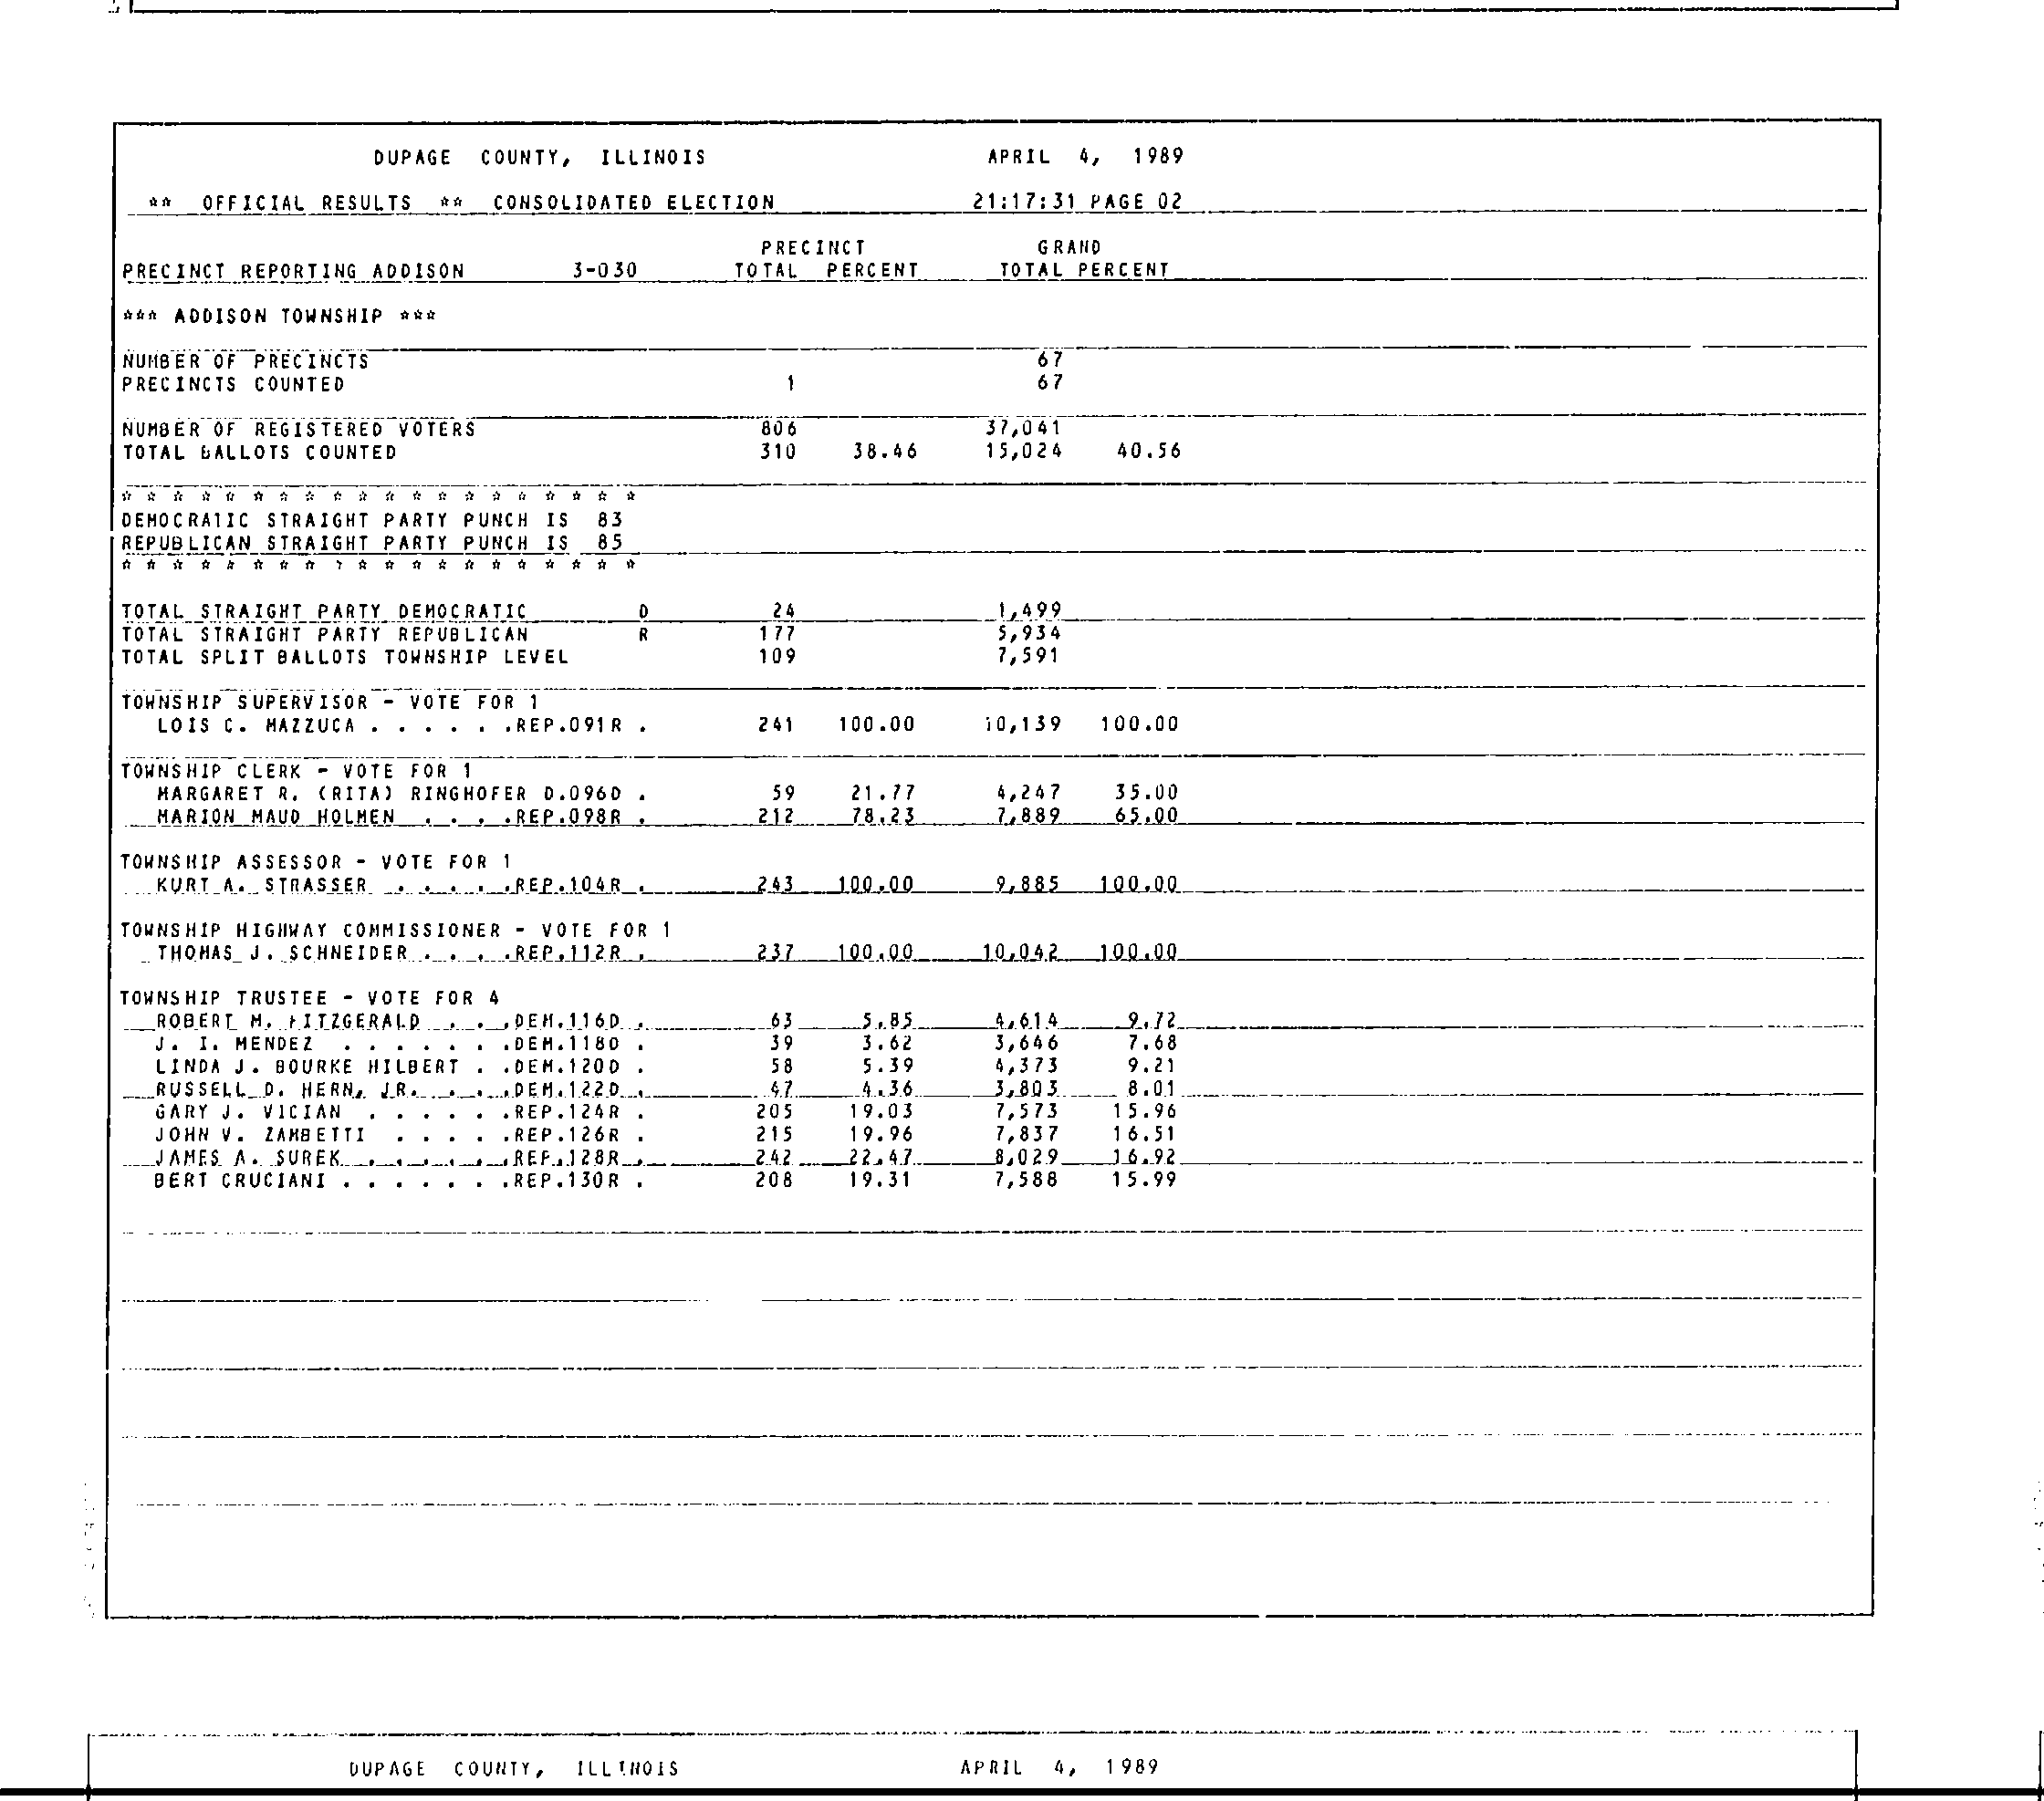 DUPAGE COUNTY, ILLINOIS APRIL 4, 1989
** OFFICIAL RESULTS ** CONSOLIDATED ELECTION 21:17:31 PAGE 02
PRECINCT GRAND
PRECINCT REPORTING ADDISON 3-030 TOTAL PERCENT TOTAL PERCENT
*** ADDISON TOWNSHIP ***
NUMBER OF PRECINCTS 67
PRECINCTS COUNTED 1 67
NUMBER OF REGISTERED VOTERS 806 37,041
TOTAL BALLOTS COUNTED 310 38.46 15,024 40.56
* * * * * * * * * * * * * * * * * * * *
DEMOCRATIC STRAIGHT PARTY PUNCH IS 83
REPUBLICAN STRAIGHT PARTY PUNCH IS 85
* * * * * * * * * * * * * * * * * * * *
TOTAL STRAIGHT PARTY DEMOCRATIC D 24 1,499
TOTAL STRAIGHT PARTY REPUBLICAN R 177 5,934
TOTAL SPLIT BALLOTS TOWNSHIP LEVEL 109 7,591
TOWNSHIP SUPERVISOR - VOTE FOR 1
LOIS C. MAZZUCA . . . . . .REP.091R . 241 100.00 10,139 100.00
TOWNSHIP CLERK - VOTE FOR 1
MARGARET R. (RITA) RINGHOFER D.096D . 59 21.77 4,247 35.00
MARION MAUD HOLMEN . . . .REP.098R . 212 78.23 7,889 65.00
TOWNSHIP ASSESSOR - VOTE FOR 1
KURT A. STRASSER . . . . .REP.104R . 243 100.00 9,885 100.00
TOWNSHIP HIGHWAY COMMISSIONER - VOTE FOR 1
THOMAS J. SCHNEIDER . . . .REP.112R . 237 100.00 10,042 100.00
TOWNSHIP TRUSTEE - VOTE FOR 4
ROBERT M. FITZGERALD . . .DEM.116D . 63 5.85 4,614 9.72
J. I. MENDEZ . . . . . . .DEM.118D . 39 3.62 3,646 7.68
LINDA J. BOURKE HILBERT . .DEM.120D . 58 5.39 4,373 9.21
RUSSELL D. HERN, JR. . . .DEM.122D . 47 4.36 3,803 8.01
GARY J. VICIAN . . . . . .REP.124R . 205 19.03 7,573 15.96
JOHN V. ZAMBETTI . . . . .REP.126R . 215 19.96 7,837 16.51
JAMES A. SUREK . . . . . .REP.128R . 242 22.47 8,029 16.92
BERT CRUCIANI . . . . . . .REP.130R . 208 19.31 7,588 15.99
DUPAGE COUNTY, ILLINOIS APRIL 4, 1989